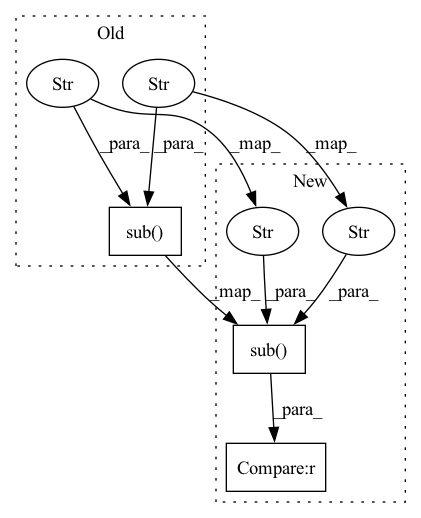 Old
Str
Str
_para_
_para_
_map_
_map_
New
sub()
Str
Str
_map_
_para_
_para_
sub()
_para_
Compare:r